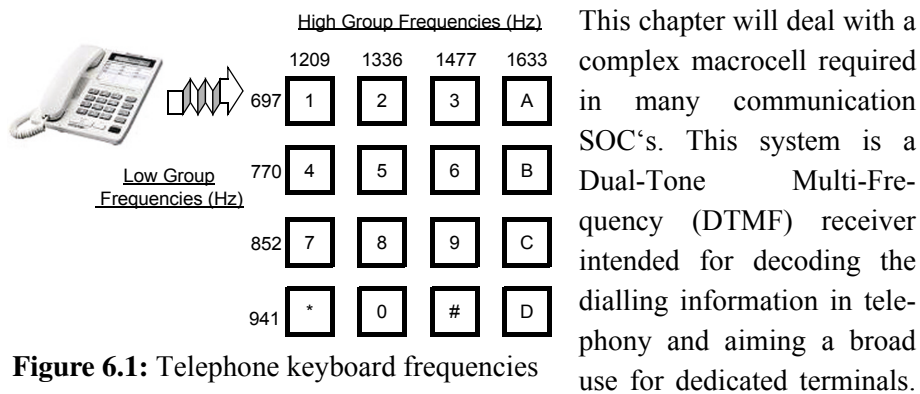 High Group Frequencies (Hz)
1209 1336 1477 1633
697 1 2 3 A
Low Group
Frequencies (Hz)
770 4 5 6 B
852 7 8 9 C
941 * 0 # D
Figure 6.1: Telephone keyboard frequencies
This chapter will deal with a
complex macrocell required
in many communication
SOC‘s. This system is a
Dual-Tone Multi-Fre-
quency (DTMF) receiver
intended for decoding the
dialling information in tele-
phony and aiming a broad
use for dedicated terminals.